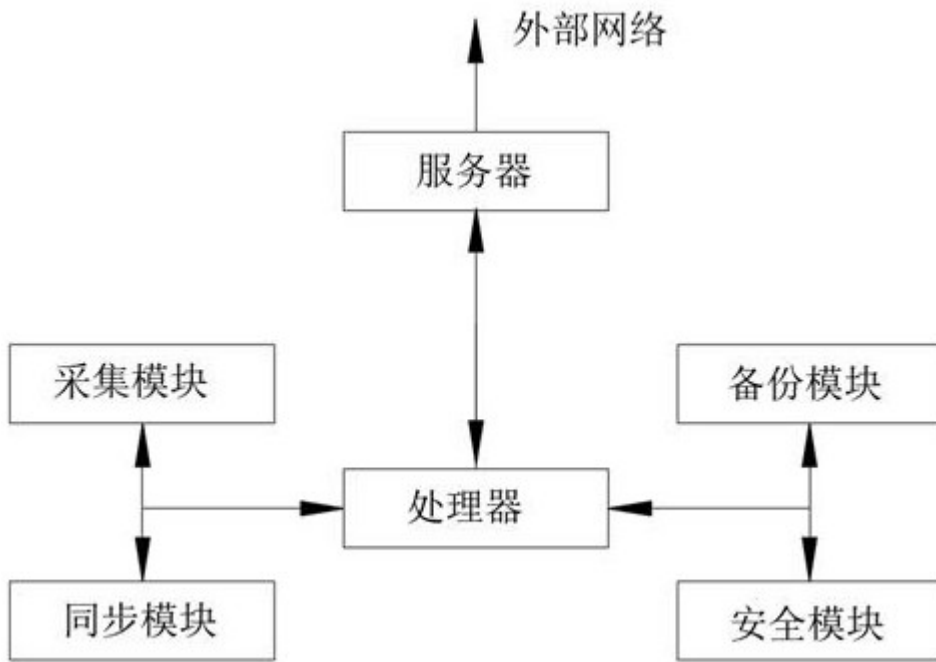 外部网络
服务器
采集模块
备份模块
处理器
同步模块
安全模块